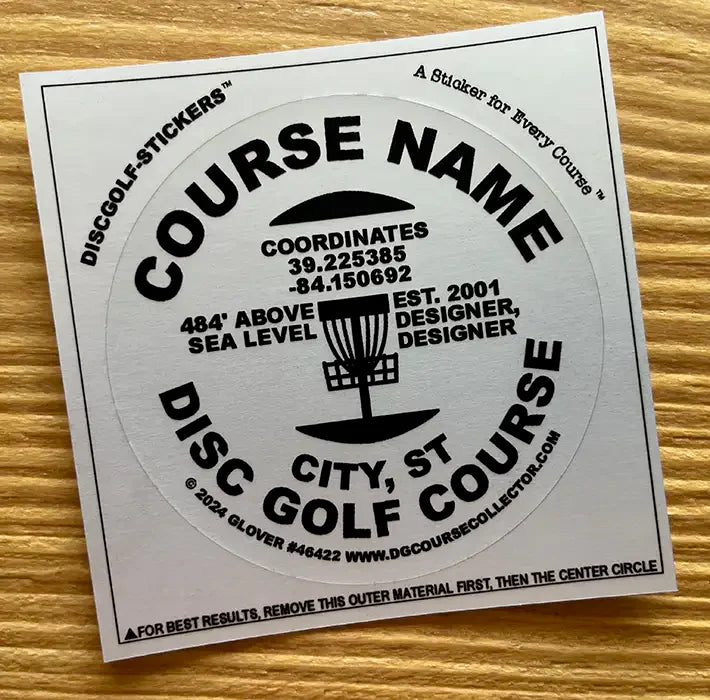 DISCGOLF-STICKERS™
A Sticker for Every Course ™
COURSE NAME
COORDINATES
39.225385
-84.150692
484' ABOVE
SEA LEVEL
EST. 2001
DESIGNER,
DESIGNER
CITY, ST
DISC GOLF COURSE
© 2024 GLOVER #46422 WWW.DGCOURSECOLLECTOR.COM
▲FOR BEST RESULTS, REMOVE THIS OUTER MATERIAL FIRST, THEN THE CENTER CIRCLE